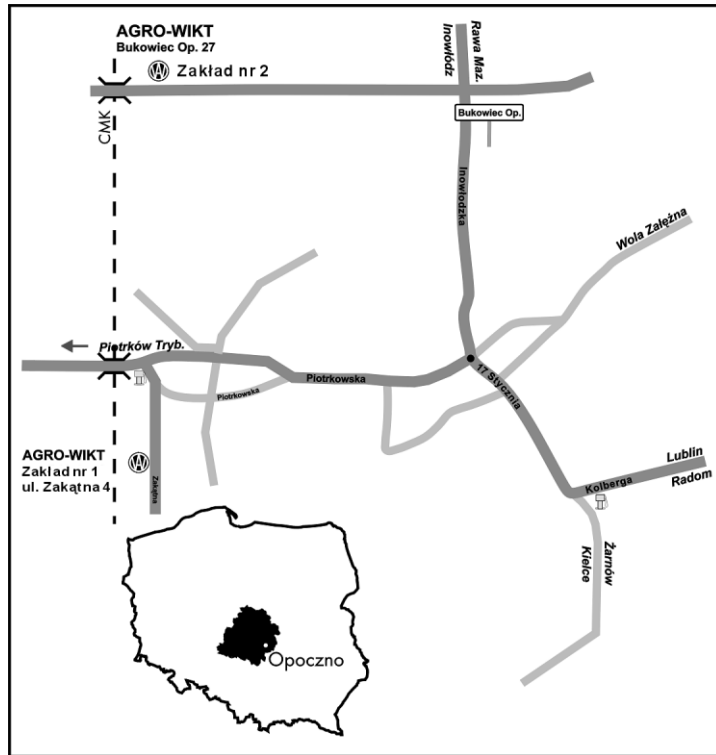 AGRO-WIKT
Bukowiec Op. 27
Zakład nr 2
Rawa Maz.
Inowłódz
CMK
Bukowiec Op.
Inowłodzka
Wola Załężna
Piotrków Tryb.
Piotrkowska
17 Stycznia
Piotrkowska
AGRO-WIKT
Zakład nr 1
ul. Zakątna 4
Zakątna
Kolberga
Lublin
Radom
Żarnów
Kielce
Opoczno